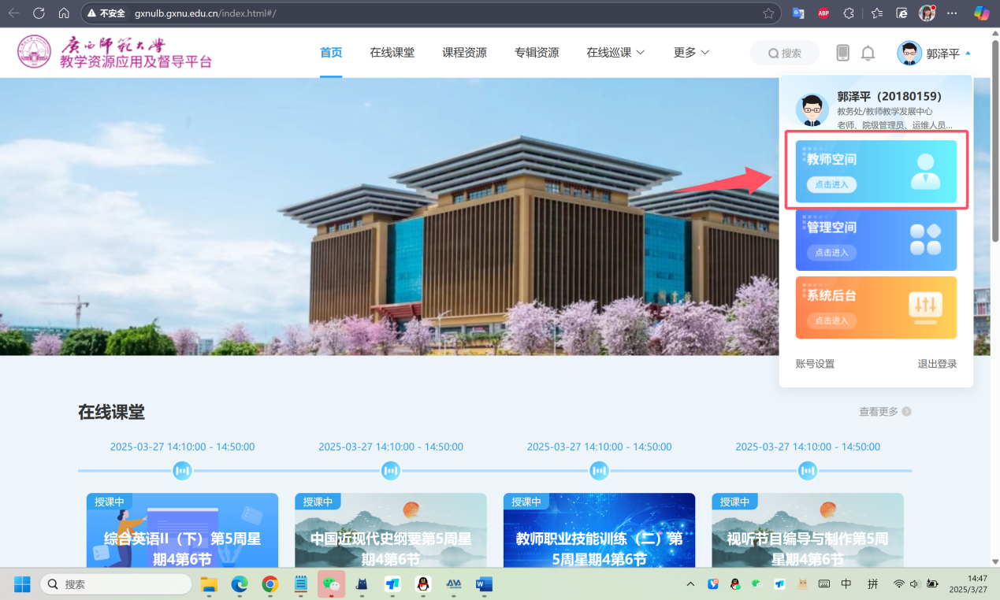 不安全 gxnulb.gxnu.edu.cn/index.html#/
ABP
广西师范大学
教学资源应用及督导平台
首页 在线课堂 课程资源 专辑资源 在线巡课 更多
搜索
郭泽平
郭泽平（20180159）
教务处/教师教学发展中心
老师、院级管理员、运维人员...
教师空间
点击进入
管理空间
点击进入
系统后台
点击进入
账号设置 退出登录
在线课堂
查看更多
2025-03-27 14:10:00 - 14:50:00 2025-03-27 14:10:00 - 14:50:00 2025-03-27 14:10:00 - 14:50:00 2025-03-27 14:10:00 - 14:50:00
授课中 授课中 授课中 授课中
综合英语II（下）第5周星 中国近现代史纲要第5周星 教师职业技能训练（二）第 视听节目编导与制作第5周
期4第6节 期4第6节 5周星期4第6节 星期4第6节
搜索
中 拼
14:47
2025/3/27